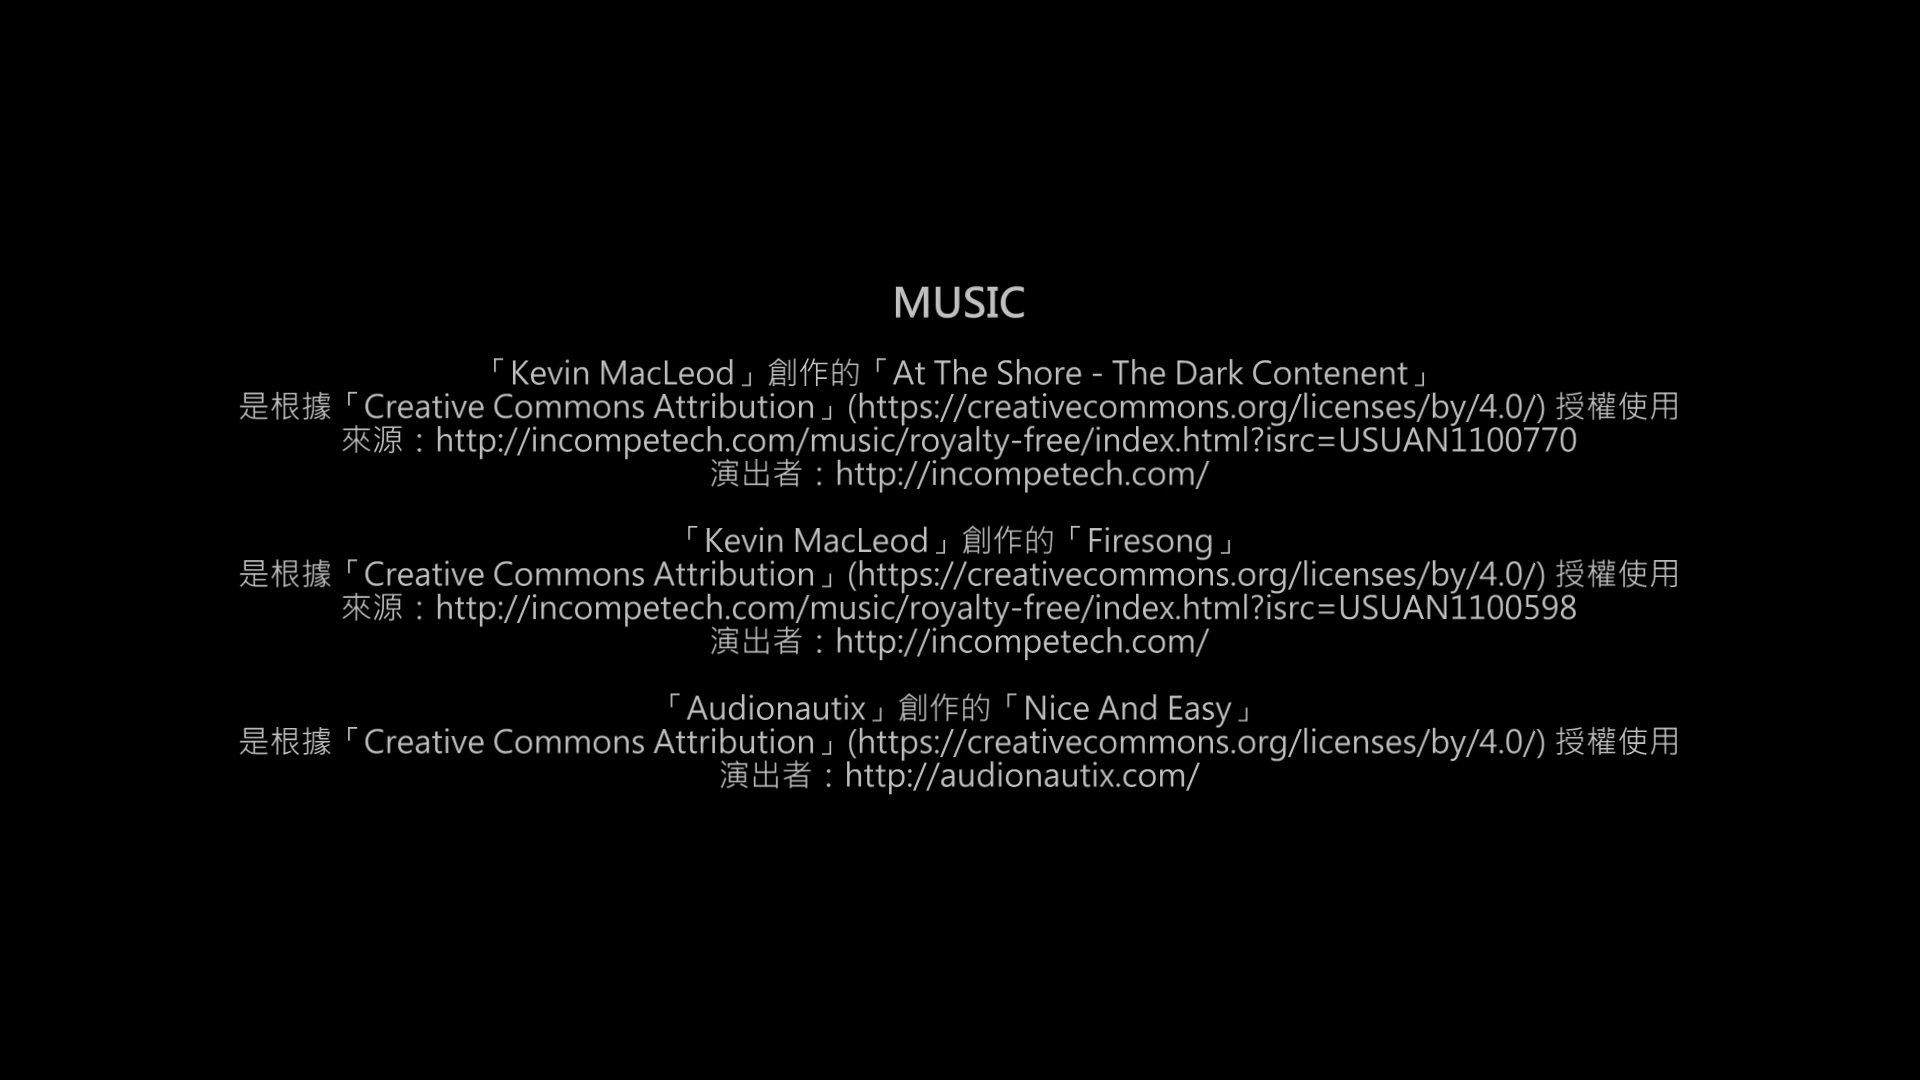 MUSIC
「Kevin MacLeod」創作的「At The Shore - The Dark Contenent」
是根據「Creative Commons Attribution」(https://creativecommons.org/licenses/by/4.0/) 授權使用
來源：http://incompetech.com/music/royalty-free/index.html?isrc=USUAN1100770
演出者：http://incompetech.com/
「Kevin MacLeod」創作的「Firesong」
是根據「Creative Commons Attribution」(https://creativecommons.org/licenses/by/4.0/) 授權使用
來源：http://incompetech.com/music/royalty-free/index.html?isrc=USUAN1100598
演出者：http://incompetech.com/
「Audionautix」創作的「Nice And Easy」
是根據「Creative Commons Attribution」(https://creativecommons.org/licenses/by/4.0/) 授權使用
演出者：http://audionautix.com/